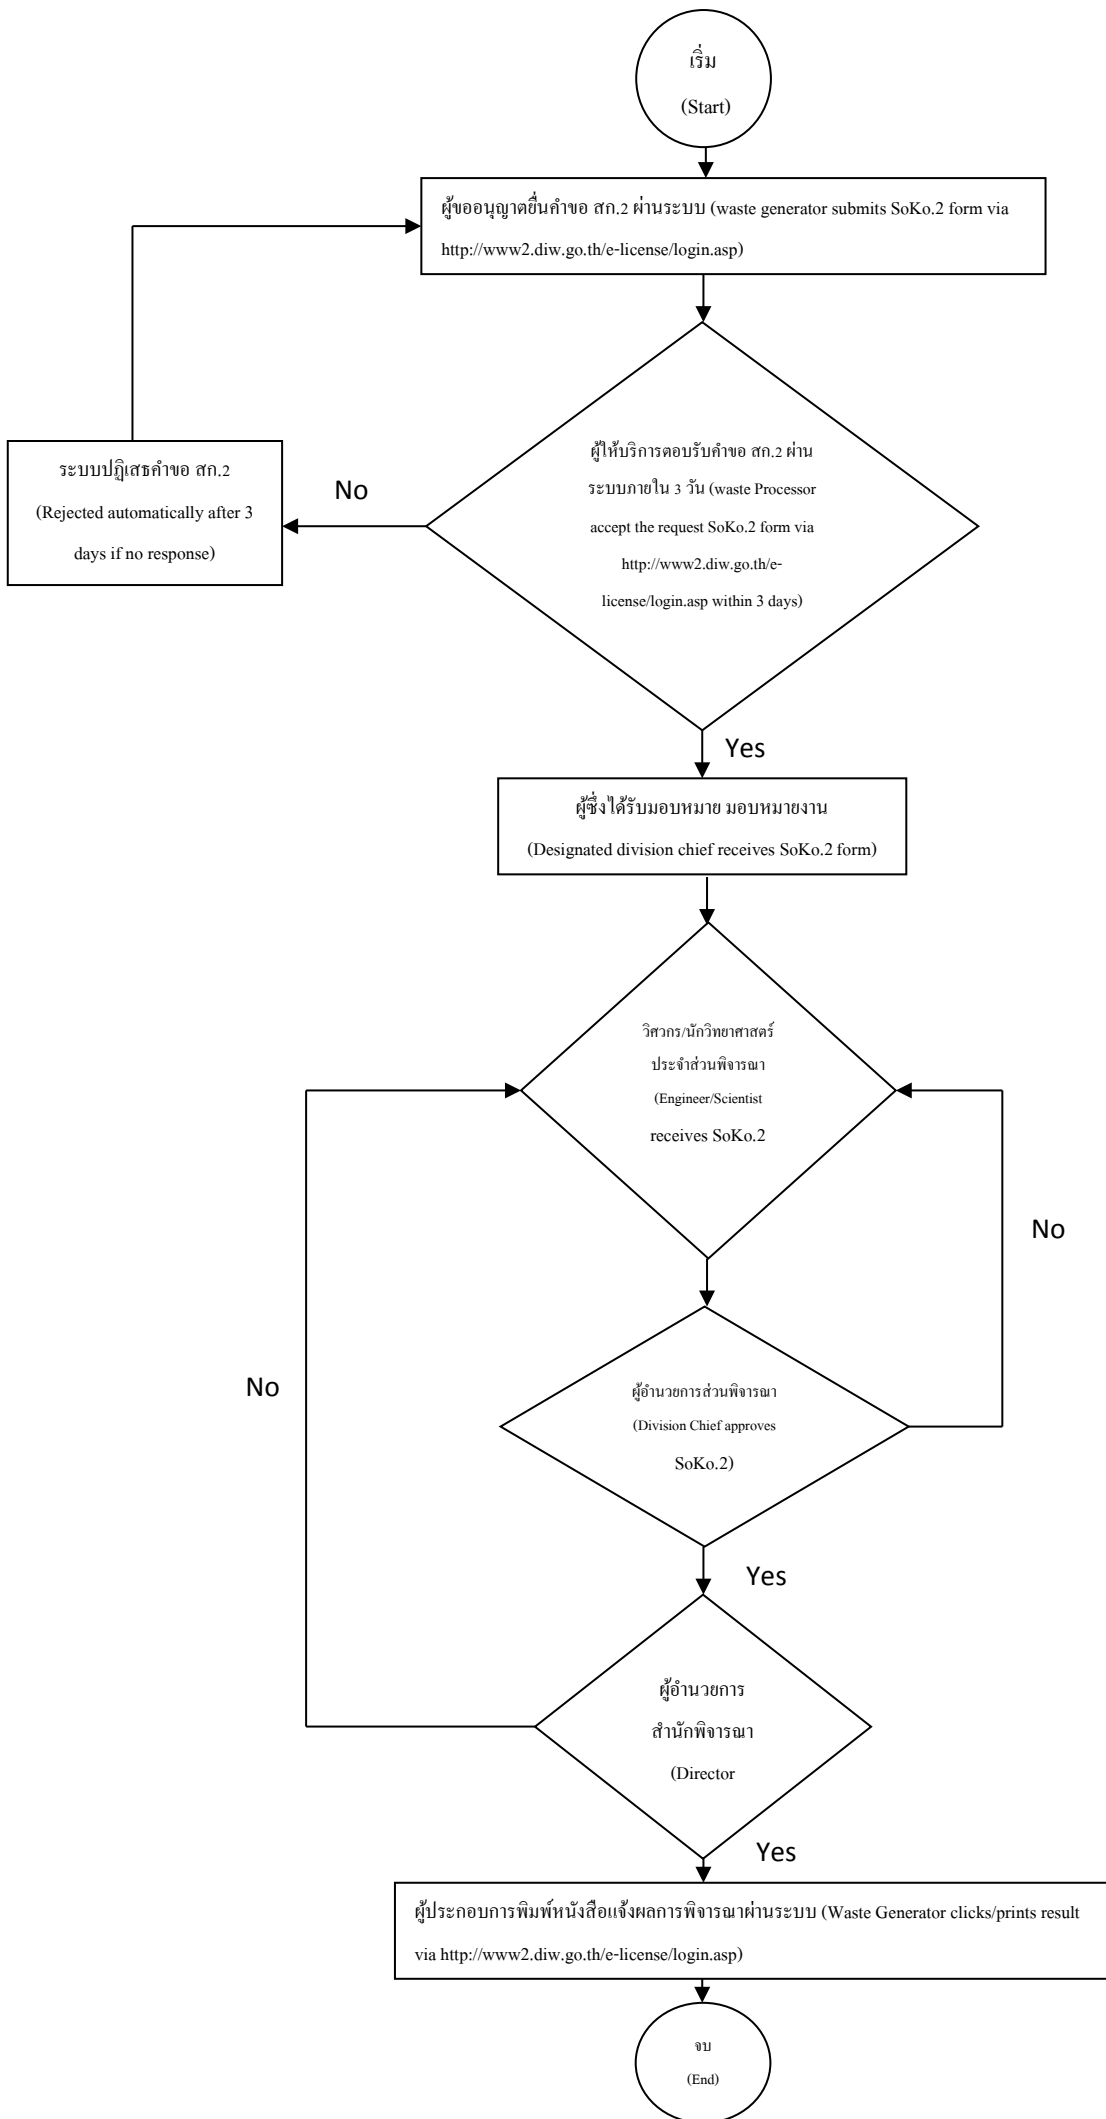 เริ่ม
(Start)
ผู้ขออนุญาตยื่นคำขอ สก.2 ผ่านระบบ (waste generator submits SoKo.2 form via
http://www2.diw.go.th/e-license/login.asp)
ผู้ให้บริการตอบรับคำขอ สก.2 ผ่าน
ระบบภายใน 3 วัน (waste Processor
accept the request SoKo.2 form via
http://www2.diw.go.th/e-
license/login.asp within 3 days)
No
ระบบปฏิเสธคำขอ สก.2
(Rejected automatically after 3
days if no response)
Yes
ผู้ซึ่งได้รับมอบหมาย มอบหมายงาน
(Designated division chief receives SoKo.2 form)
วิศวกร/นักวิทยาศาสตร์
ประจำส่วนพิจารณา
(Engineer/Scientist
receives SoKo.2
No
No
ผู้อำนวยการส่วนพิจารณา
(Division Chief approves
SoKo.2)
Yes
ผู้อำนวยการ
สำนักพิจารณา
(Director
Yes
ผู้ประกอบการพิมพ์หนังสือแจ้งผลการพิจารณาผ่านระบบ (Waste Generator clicks/prints result
via http://www2.diw.go.th/e-license/login.asp)
จบ
(End)